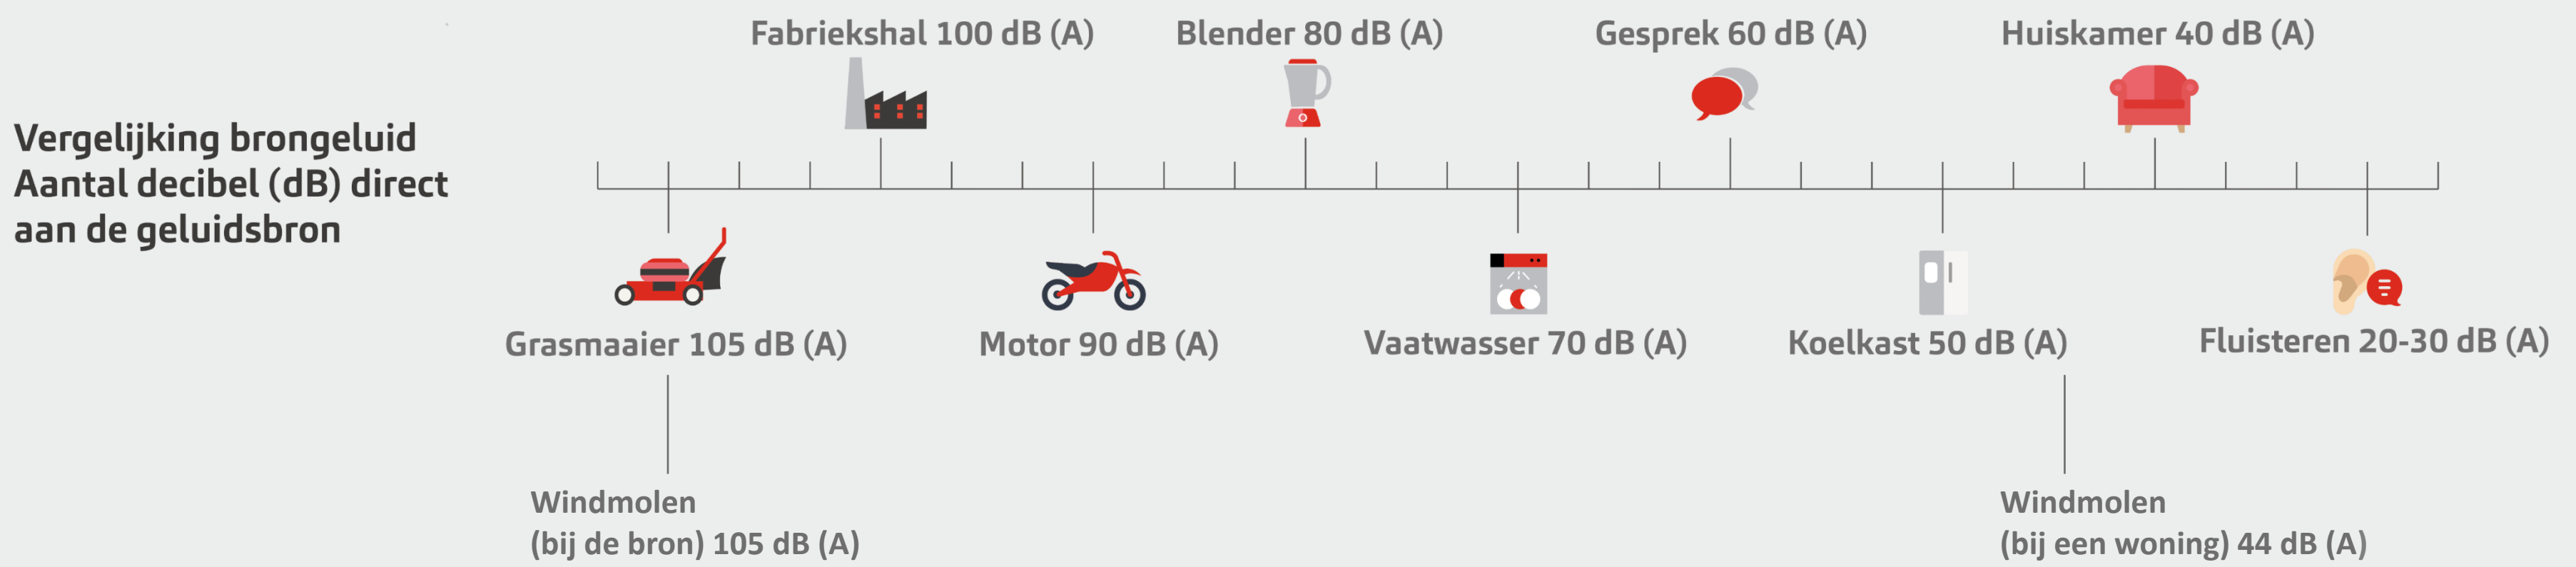 Vergelijking brongeluid
Aantal decibel (dB) direct
aan de geluidsbron
Fabriekshal 100 dB (A)
Blender 80 dB (A)
Gesprek 60 dB (A)
Huiskamer 40 dB (A)
Grasmaaier 105 dB (A)
Motor 90 dB (A)
Vaatwasser 70 dB (A)
Koelkast 50 dB (A)
Fluisteren 20-30 dB (A)
Windmolen
(bij de bron) 105 dB (A)
Windmolen
(bij een woning) 44 dB (A)